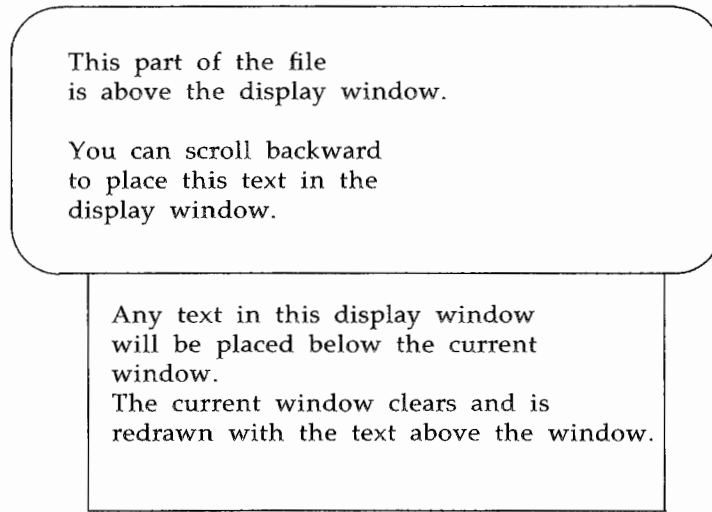 This part of the file
is above the display window.
You can scroll backward
to place this text in the
display window.
Any text in this display window
will be placed below the current
window.
The current window clears and is
redrawn with the text above the window.